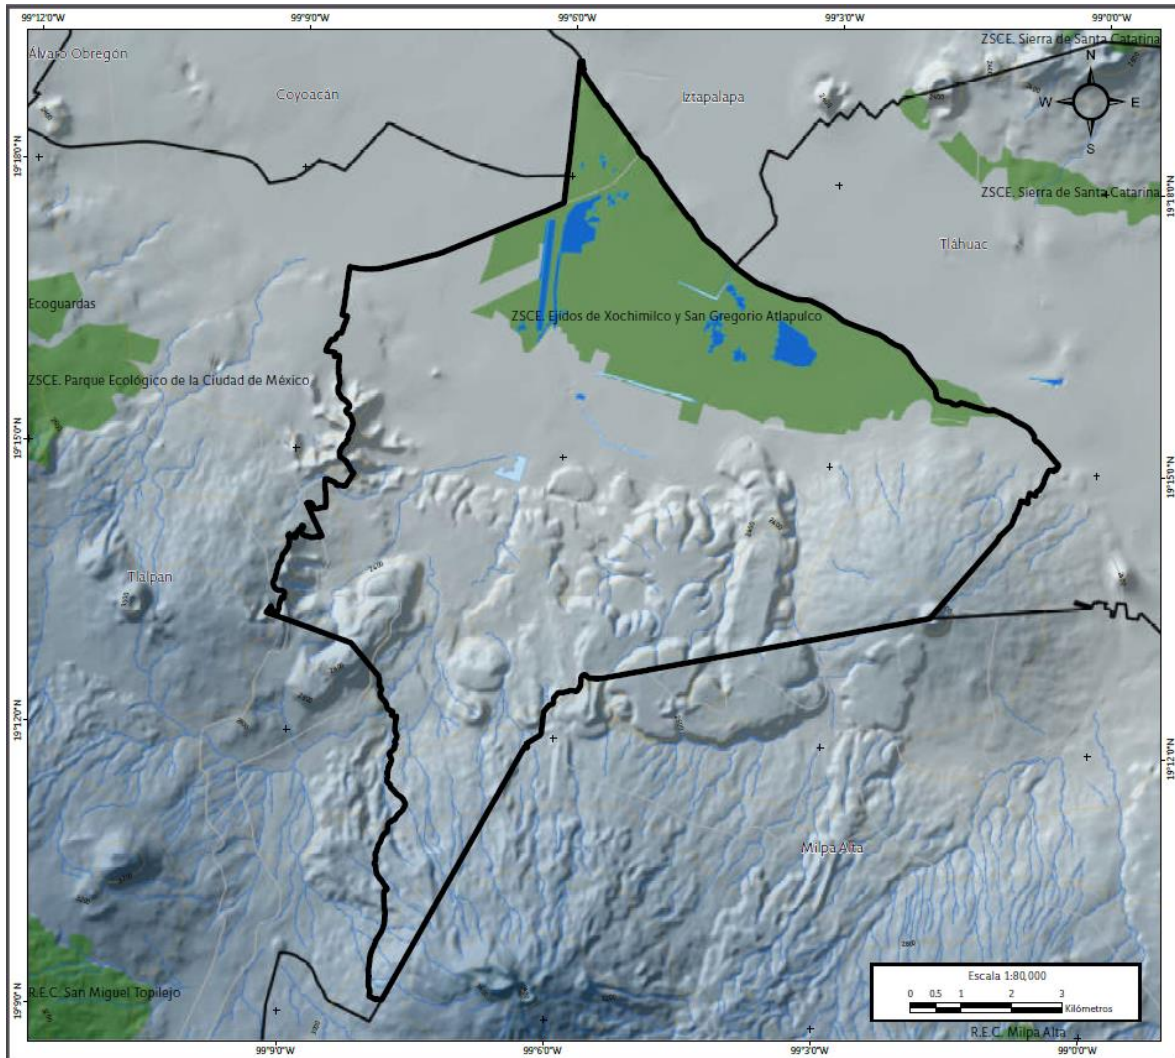 99°12'0"W 99°9'0"W 99°6'0"W 99°3'0"W 99°0'0"W
ZSCE. Sierra de Santa Catarina
Álvaro Obregón
N
Coyoacán
Iztapalapa
W E
S
19°18'0"N
19°18'0"N
ZSCE. Sierra de Santa Catarina
Tláhuac
Ecoguardas
ZSCE. Ejidos de Xochimilco y San Gregorio Atlapulco
ZSCE. Parque Ecológico de la Ciudad de México
19°15'0"N
19°15'0"N
Tlalpan
19°12'0"N
19°12'0"N
Milpa Alta
Escala 1:80,000
0 0.5 1 2 3
Kilómetros
R.E.C. San Miguel Topilejo
19°9'0"N
R.E.C. Milpa Alta
99°9'0"W 99°6'0"W 99°3'0"W 99°0'0"W